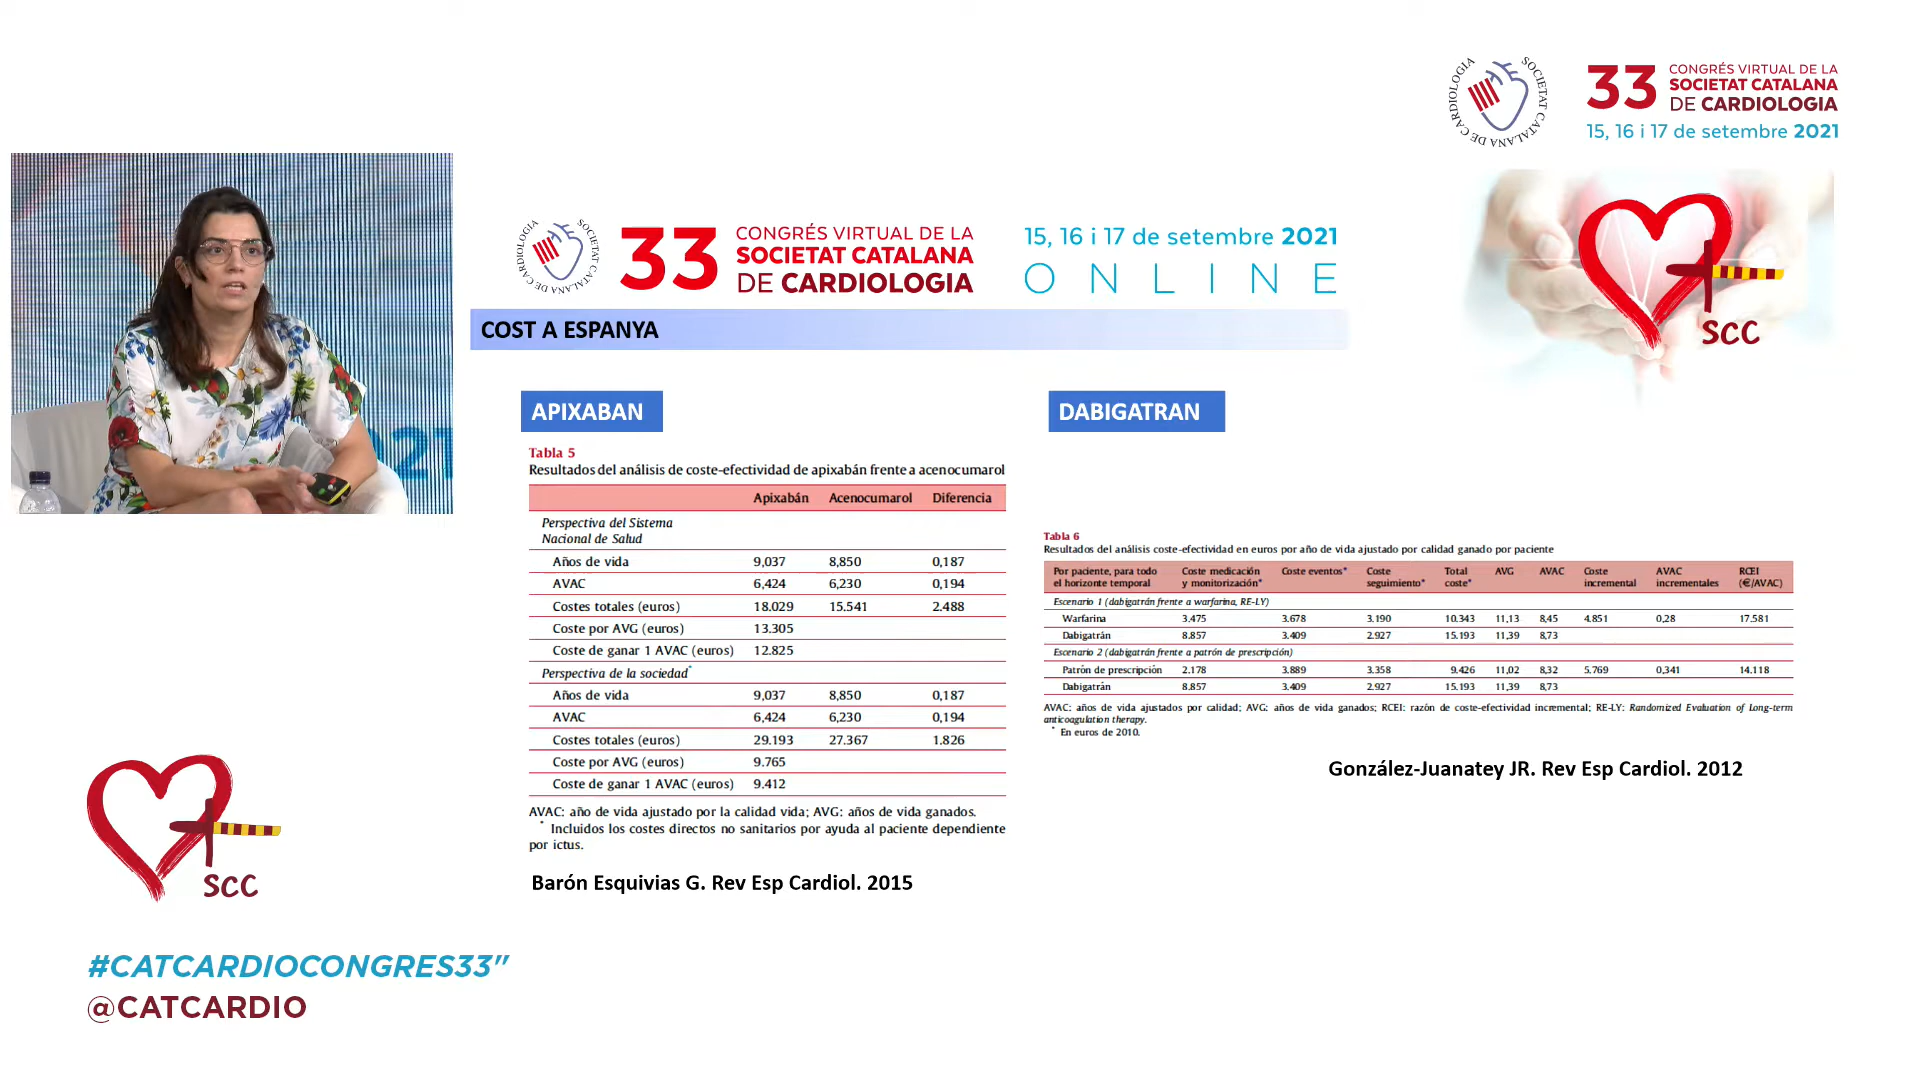 SOCIETAT CATALANA DE CARDIOLOGIA
33 CONGRÉS VIRTUAL DE LA
SOCIETAT CATALANA
DE CARDIOLOGIA
15, 16 i 17 de setembre 2021
SOCIETAT CATALANA DE CARDIOLOGIA
33 CONGRÉS VIRTUAL DE LA
SOCIETAT CATALANA
DE CARDIOLOGIA
15, 16 i 17 de setembre 2021
ONLINE
SCC
COST A ESPANYA
APIXABAN
Tabla 5
Resultados del análisis de coste-efectividad de apixabán frente a acenocumarol
Apixabán Acenocumarol Diferencia
Perspectiva del Sistema
Nacional de Salud
Años de vida 9,037 8,850 0,187
AVAC 6,424 6,230 0,194
Costes totales (euros) 18.029 15.541 2.488
Coste por AVG (euros) 13.305
Coste de ganar 1 AVAC (euros) 12.825
Perspectiva de la sociedad*
Años de vida 9,037 8,850 0,187
AVAC 6,424 6,230 0,194
Costes totales (euros) 29.193 27.367 1.826
Coste por AVG (euros) 9.765
Coste de ganar 1 AVAC (euros) 9.412
AVAC: año de vida ajustado por la calidad vida; AVG: años de vida ganados.
* Incluidos los costes directos no sanitarios por ayuda al paciente dependiente
por ictus.
Barón Esquivias G. Rev Esp Cardiol. 2015
DABIGATRAN
Tabla 6
Resultados del análisis coste-efectividad en euros por año de vida ajustado por calidad ganado por paciente
Por paciente, para todo Coste medicación Coste eventos* Coste Total AVG AVAC Coste AVAC RCEI
el horizonte temporal y monitorización* seguimiento* coste* incremental incrementales (€/AVAC)
Escenario 1 (dabigatrán frente a warfarina, RE-LY)
Warfarina 3.475 3.678 3.190 10.343 11,13 8,45 4.851 0,28 17.581
Dabigatrán 8.857 3.409 2.927 15.193 11,39 8,73
Escenario 2 (dabigatrán frente a patrón de prescripción)
Patrón de prescripción 2.178 3.889 3.358 9.426 11,02 8,32 5.769 0,341 14.118
Dabigatrán 8.857 3.409 2.927 15.193 11,39 8,73
AVAC: años de vida ajustados por calidad; AVG: años de vida ganados; RCEI: razón de coste-efectividad incremental; RE-LY: Randomized Evaluation of Long-term
anticoagulation therapy.
* En euros de 2010.
González-Juanatey JR. Rev Esp Cardiol. 2012
SCC
#CATCARDIOCONGRES33"
@CATCARDIO